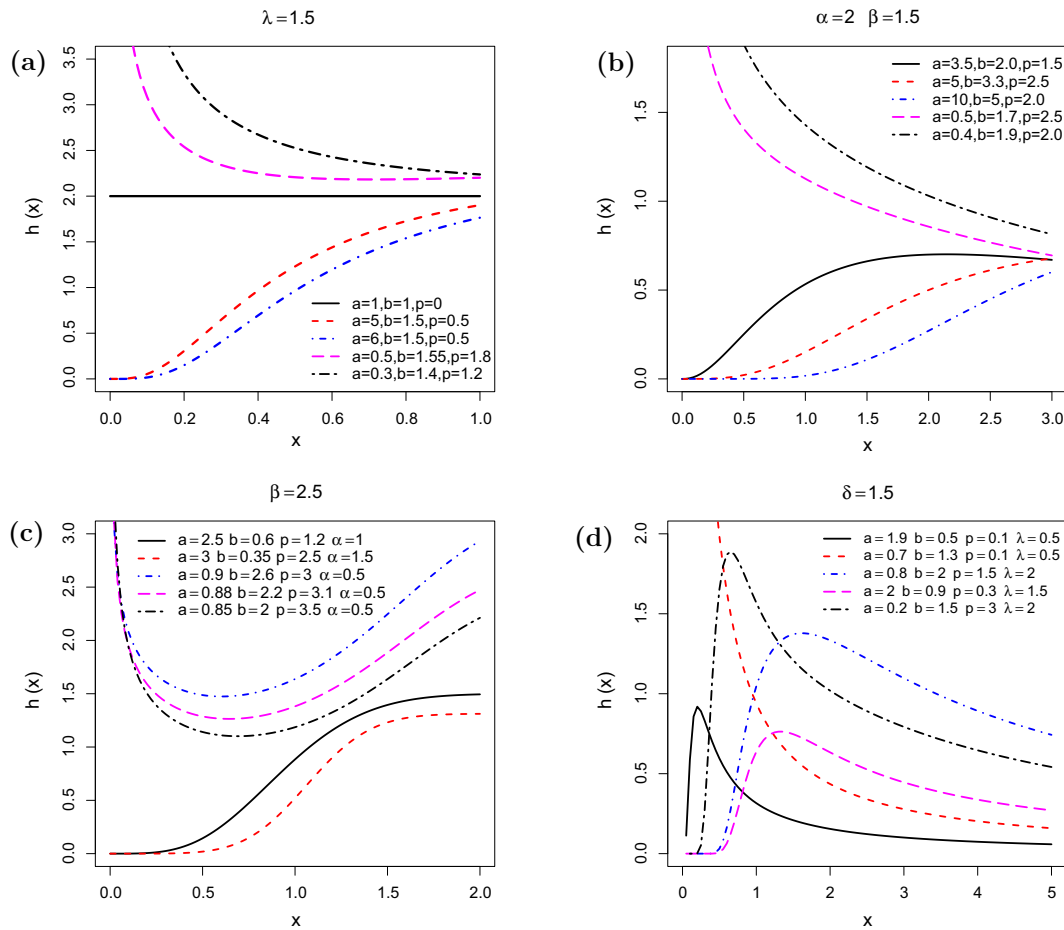 λ=1.5
(a)
h (x)
0.0 0.5 1.0 1.5 2.0 2.5 3.0 3.5
a=1,b=1,p=0
a=5,b=1.5,p=0.5
a=6,b=1.5,p=0.5
a=0.5,b=1.55,p=1.8
a=0.3,b=1.4,p=1.2
0.0 0.2 0.4 0.6 0.8 1.0
x
α=2 β=1.5
(b)
h (x)
0.0 0.5 1.0 1.5
a=3.5,b=2.0,p=1.5
a=5,b=3.3,p=2.5
a=10,b=5,p=2.0
a=0.5,b=1.7,p=2.5
a=0.4,b=1.9,p=2.0
0.0 0.5 1.0 1.5 2.0 2.5 3.0
x
β=2.5
(c)
h (x)
0.0 0.5 1.0 1.5 2.0 2.5 3.0
a=2.5 b=0.6 p=1.2 α=1
a=3 b=0.35 p=2.5 α=1.5
a=0.9 b=2.6 p=3 α=0.5
a=0.88 b=2.2 p=3.1 α=0.5
a=0.85 b=2 p=3.5 α=0.5
0.0 0.5 1.0 1.5 2.0
x
δ=1.5
(d)
h (x)
0.0 0.5 1.0 1.5 2.0
a=1.9 b=0.5 p=0.1 λ=0.5
a=0.7 b=1.3 p=0.1 λ=0.5
a=0.8 b=2 p=1.5 λ=2
a=2 b=0.9 p=0.3 λ=1.5
a=0.2 b=1.5 p=3 λ=2
0 1 2 3 4 5
x